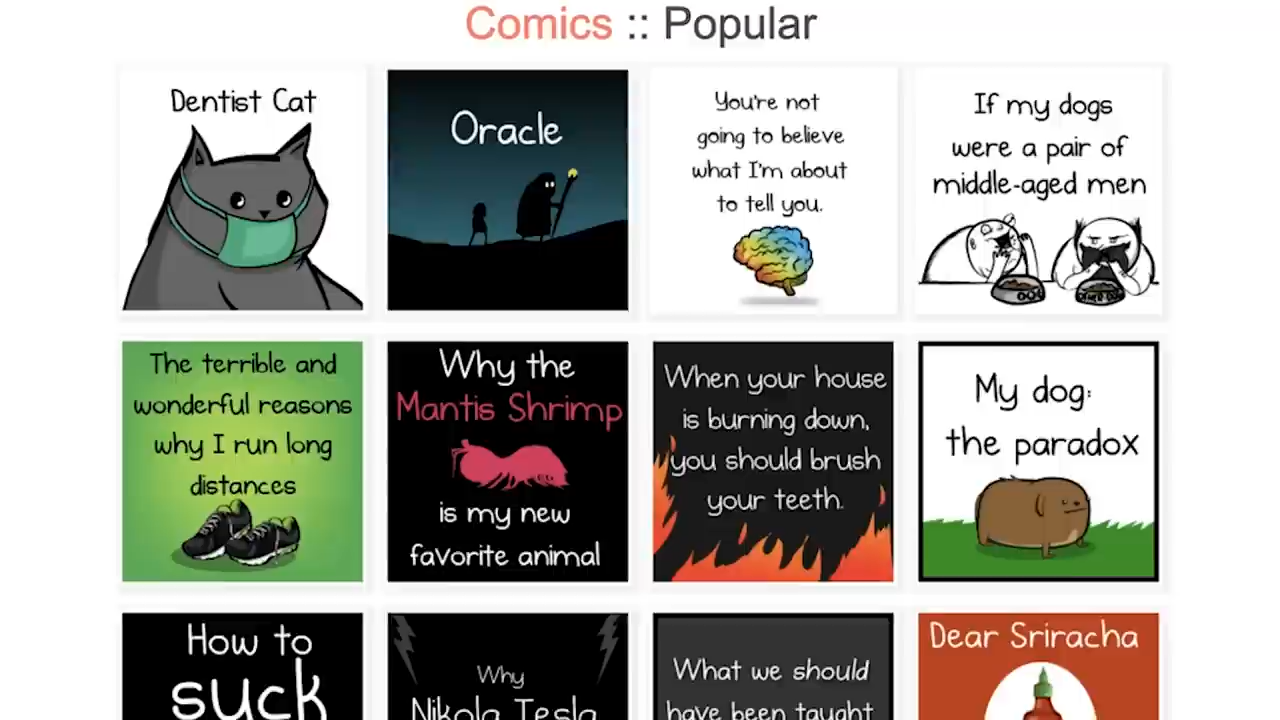 Comics :: Popular
Dentist Cat
Oracle
You're not
going to believe
what I'm about
to tell you.
If my dogs
were a pair of
middle-aged men
The terrible and
wonderful reasons
why I run long
distances
Why the
Mantis Shrimp
is my new
favorite animal
When your house
is burning down,
you should brush
your teeth.
My dog:
the paradox
How to
suck
Why
Nikola Tesla
What we should
have been taught
Dear Sriracha